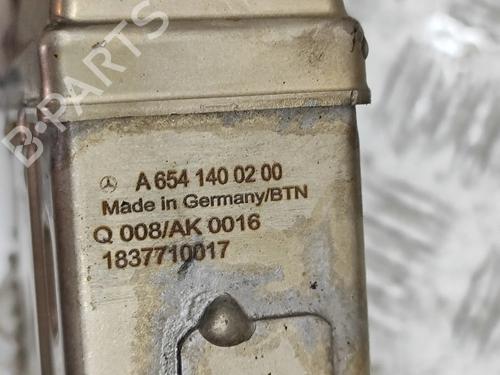 B-PARTS
A 654 140 02 00
Made in Germany/BTN
Q 008/AK 0016
1837710017